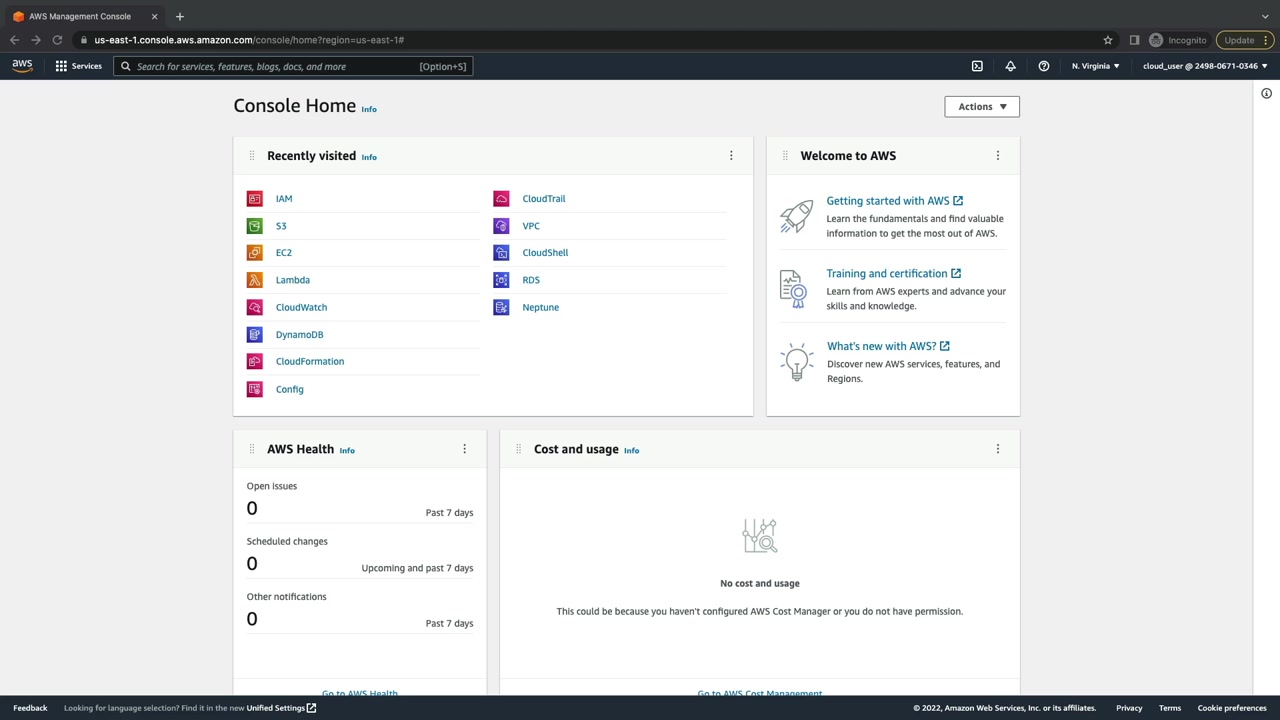 AWS Management Console
us-east-1.console.aws.amazon.com/console/home?region=us-east-1#
Incognito
Update
aws
Services
Search for services, features, blogs, docs, and more
[Option+S]
N. Virginia
cloud_user @ 2498-0671-0346
Console Home Info
Actions
Recently visited Info
IAM
S3
EC2
Lambda
CloudWatch
DynamoDB
CloudFormation
Config
CloudTrail
VPC
CloudShell
RDS
Neptune
Welcome to AWS
Getting started with AWS
Learn the fundamentals and find valuable
information to get the most out of AWS.
Training and certification
Learn from AWS experts and advance your
skills and knowledge.
What's new with AWS?
Discover new AWS services, features, and
Regions.
AWS Health Info
Open issues
0
Past 7 days
Scheduled changes
0
Upcoming and past 7 days
Other notifications
0
Past 7 days
Go to AWS Health
Cost and usage Info
No cost and usage
This could be because you haven't configured AWS Cost Manager or you do not have permission.
Go to AWS Cost Management
Feedback
Looking for language selection? Find it in the new Unified Settings
© 2022, Amazon Web Services, Inc. or its affiliates.
Privacy
Terms
Cookie preferences